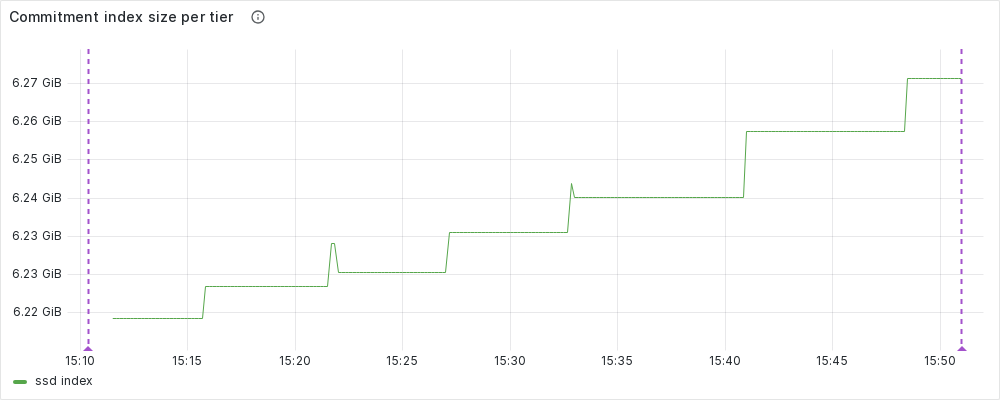 Commitment index size per tier
6.27 GiB
6.26 GiB
6.25 GiB
6.24 GiB
6.23 GiB
6.23 GiB
6.22 GiB
15:10 15:15 15:20 15:25 15:30 15:35 15:40 15:45 15:50
ssd index